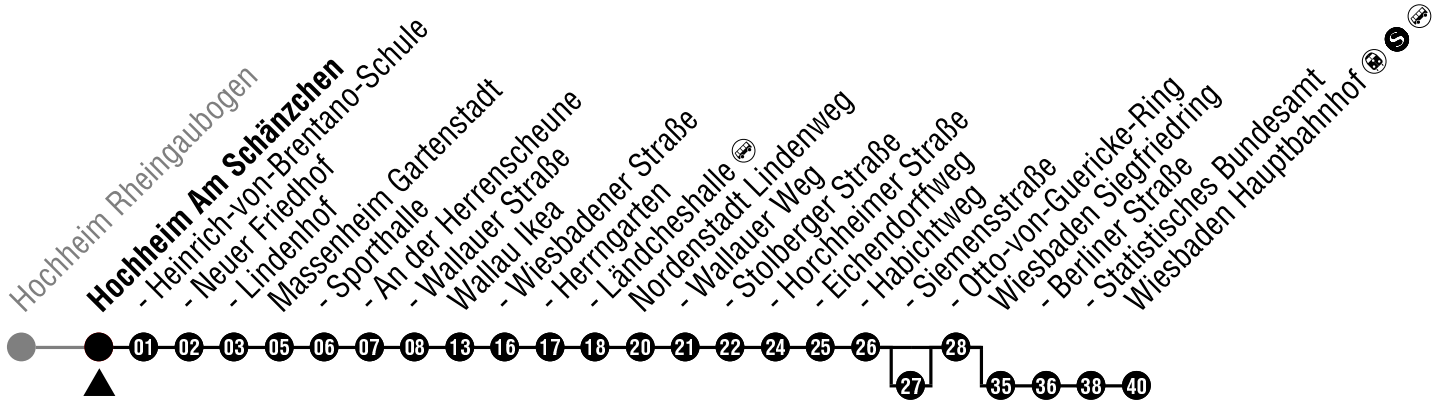 Hochheim Rheingaubogen
Hochheim Am Schänzchen
- Heinrich-von-Brentano-Schule
- Neuer Friedhof
- Lindenhof
Massenheim Gartenstadt
- Sporthalle
- An der Herrenscheune
- Wallauer Straße
Wallau Ikea
- Wiesbadener Straße
- Herrngarten
- Ländcheshalle
Nordenstadt Lindenweg
- Wallauer Weg
- Stolberger Straße
- Horchheimer Straße
- Eichendorffweg
- Habichtweg
- Siemensstraße
- Otto-von-Guericke-Ring
Wiesbaden Siegfriedring
- Berliner Straße
- Statistisches Bundesamt
Wiesbaden Hauptbahnhof S
01 02 03 05 06 07 08 13 16 17 18 20 21 22 24 25 26 28
27 35 36 38 40